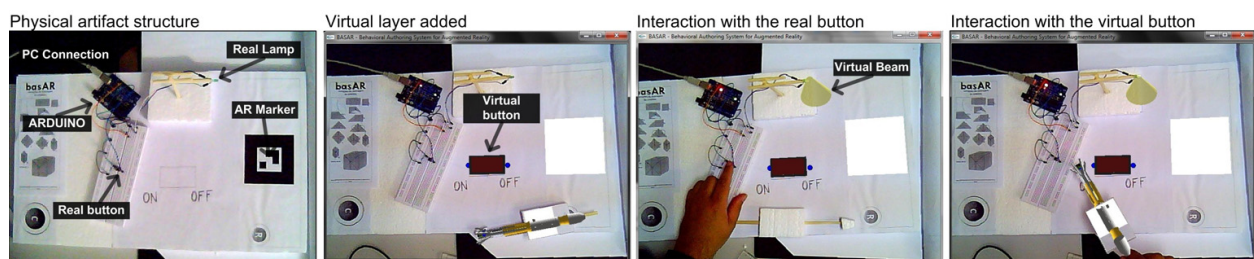 Physical artifact structure
PC Connection
Real Lamp
basAR
ARDUINO
AR Marker
Real button
ON OFF
C
R
Virtual layer added
BASAR - Behavioral Authoring System for Augmented Reality
basAR
Virtual
button
ON OFF
C
R
Interaction with the real button
BASAR - Behavioral Authoring System for Augmented Reality
Virtual Beam
basAR
ON OFF
C
R
Interaction with the virtual button
BASAR - Behavioral Authoring System for Augmented Reality
basAR
ON OFF
C
R